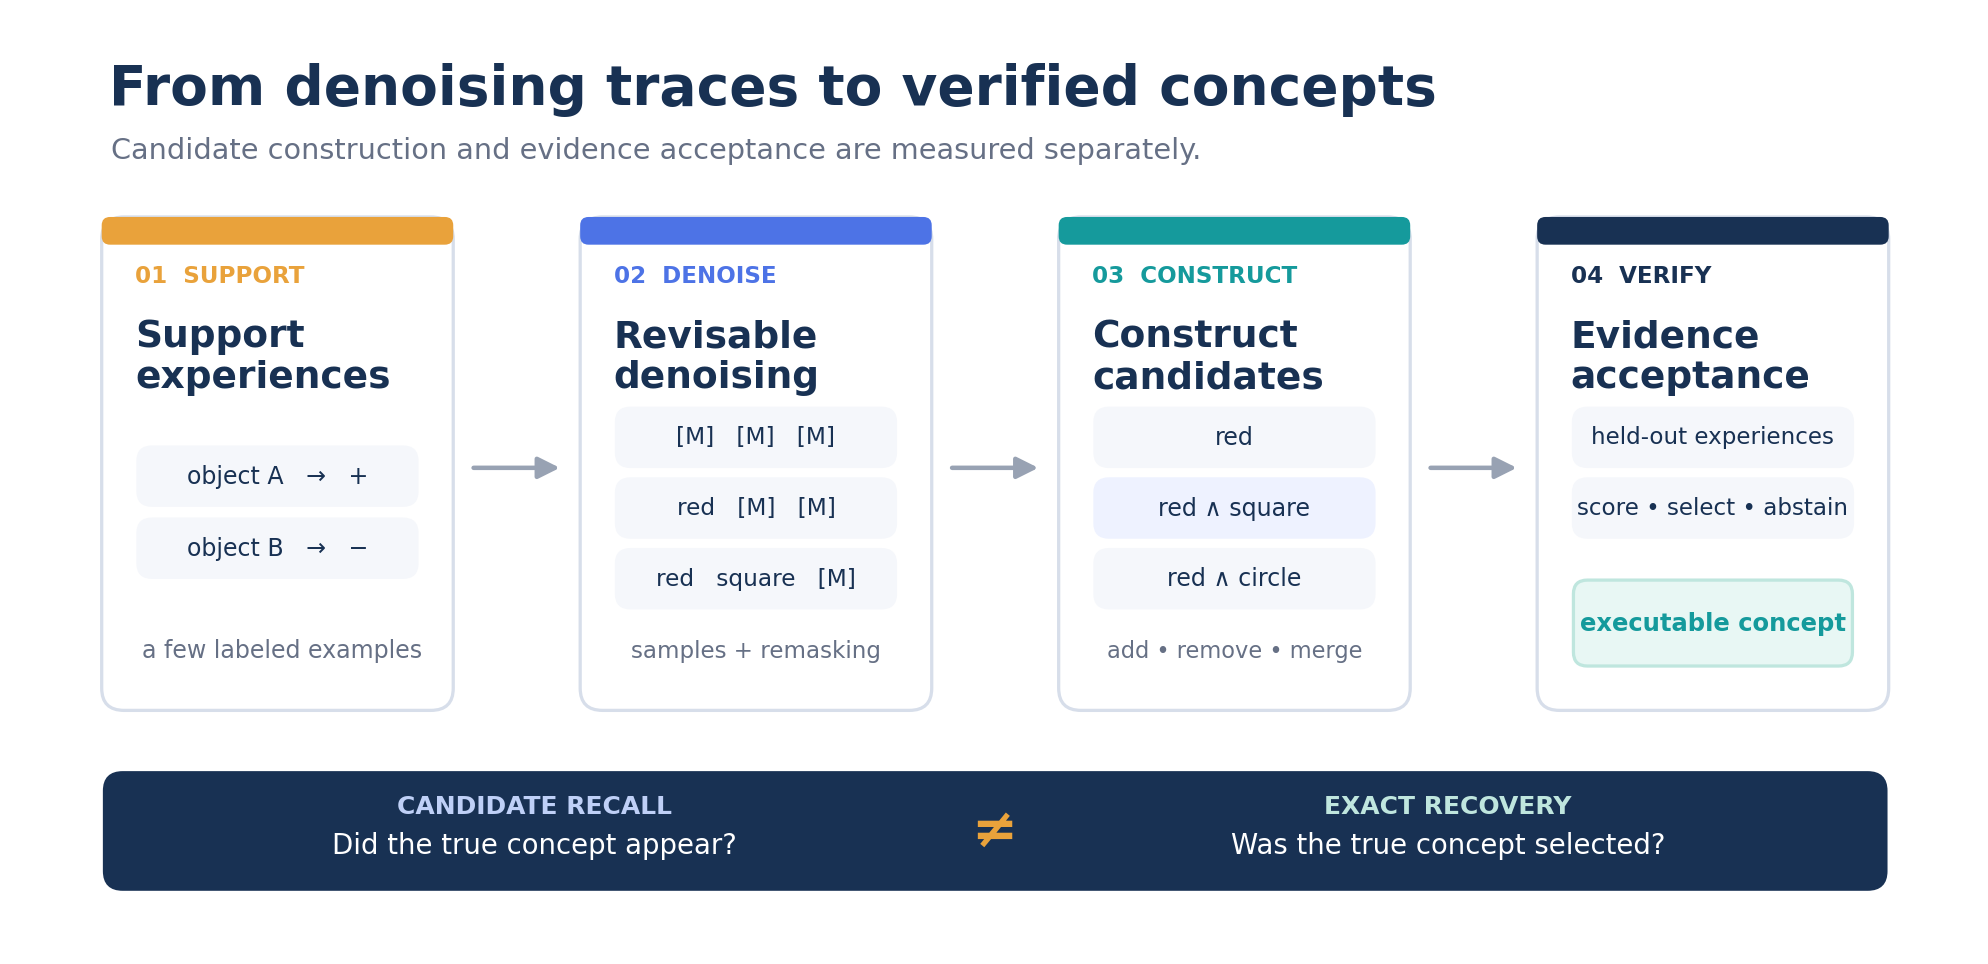 From denoising traces to verified concepts
Candidate construction and evidence acceptance are measured separately.
01 SUPPORT
Support
experiences
object A → +
object B → −
a few labeled examples
02 DENOISE
Revisable
denoising
[M] [M] [M]
red [M] [M]
red square [M]
samples + remasking
03 CONSTRUCT
Construct
candidates
red
red ∧ square
red ∧ circle
add • remove • merge
04 VERIFY
Evidence
acceptance
held-out experiences
score • select • abstain
executable concept
CANDIDATE RECALL
Did the true concept appear?
≠
EXACT RECOVERY
Was the true concept selected?